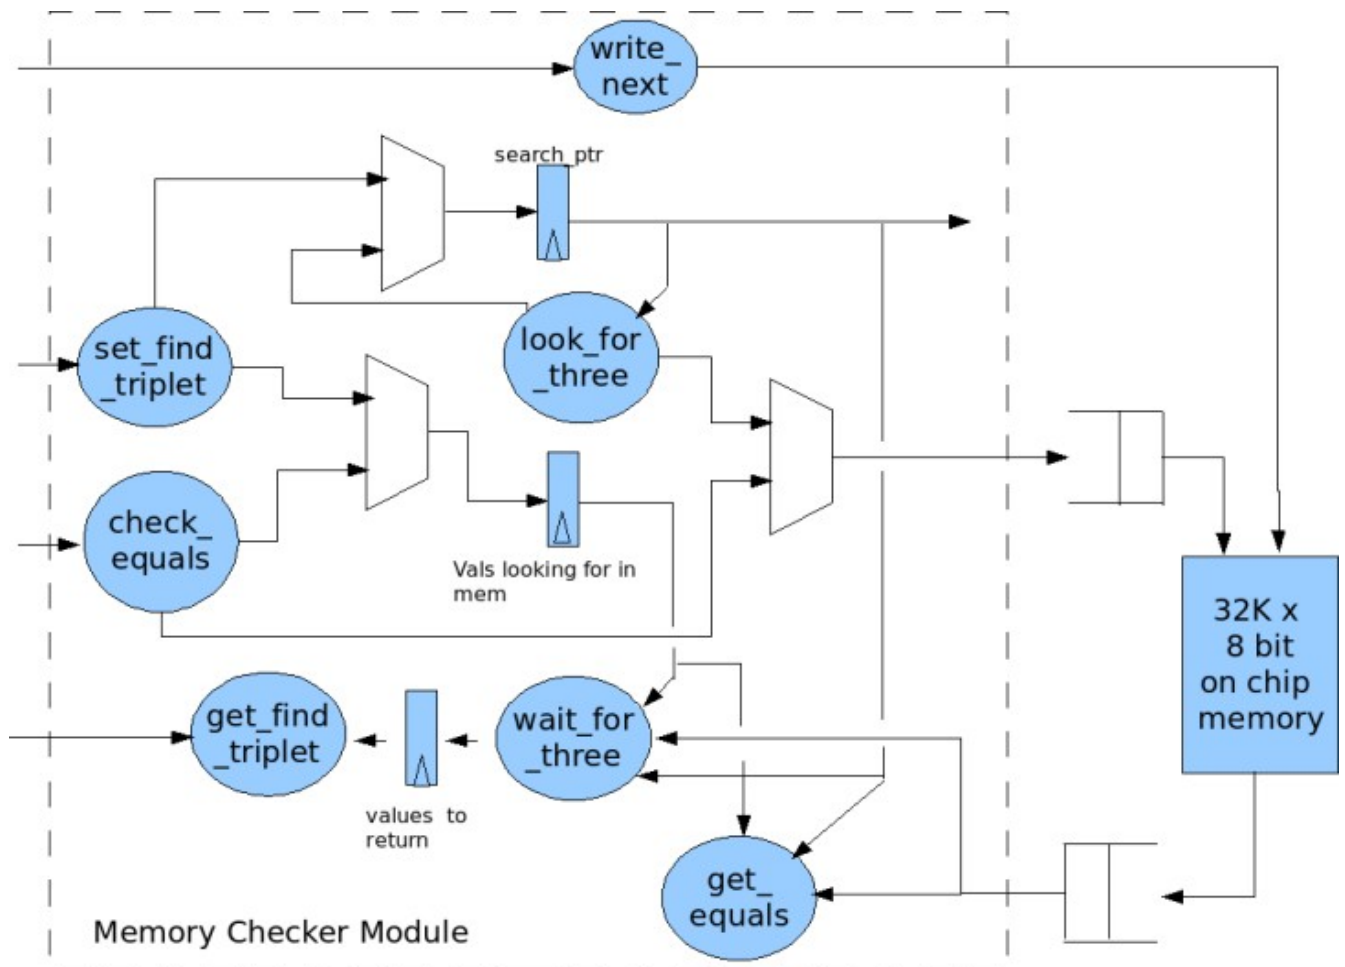 write_
next
search_ptr
set_find
_triplet
look_for
_three
check_
equals
Vals looking for in
mem
32K x
8 bit
on chip
memory
get_find
_triplet
wait_for
_three
values to
return
get_
equals
Memory Checker Module